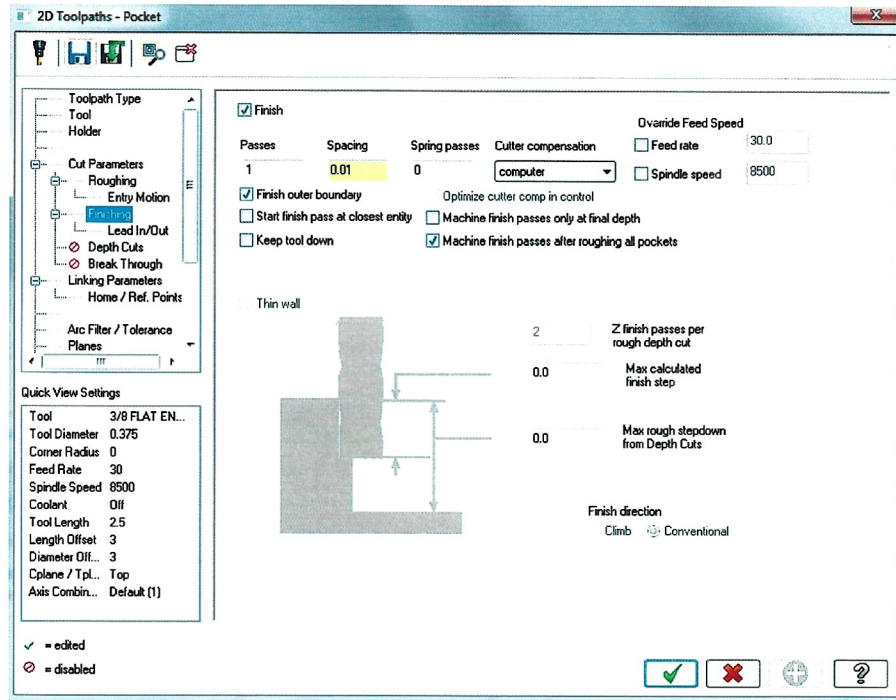 2D Toolpaths - Pocket
Toolpath Type
Tool
Holder
Cut Parameters
Roughing
Entry Motion
Finishing
Lead In/Out
Depth Cuts
Break Through
Linking Parameters
Home / Ref. Points
Arc Filter / Tolerance
Planes
Quick View Settings
Tool 3/8 FLAT EN...
Tool Diameter 0.375
Corner Radius 0
Feed Rate 30
Spindle Speed 8500
Coolant Off
Tool Length 2.5
Length Offset 3
Diameter Off... 3
Cplane / Tpl... Top
Axis Combin... Default (1)
= edited
= disabled
Finish
Override Feed Speed
Passes Spacing Spring passes Cutter compensation
Feed rate 30.0
1 0.01 0 computer
Spindle speed 8500
Finish outer boundary Optimize cutter comp in control
Start finish pass at closest entity Machine finish passes only at final depth
Keep tool down Machine finish passes after roughing all pockets
Thin wall
2 Z finish passes per
rough depth cut
0.0 Max calculated
finish step
0.0 Max rough stepdown
from Depth Cuts
Finish direction
Climb Conventional